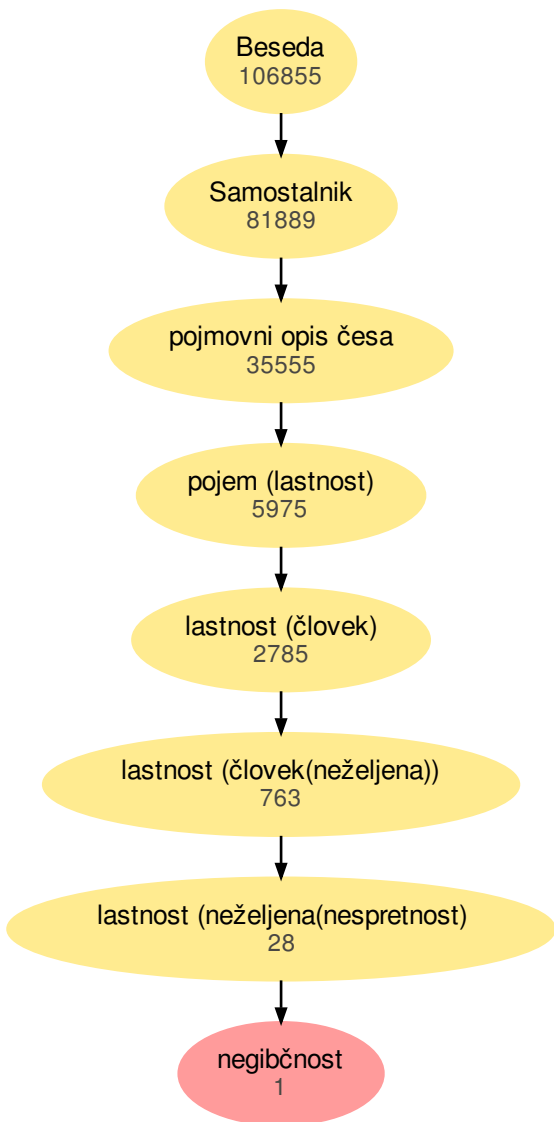 Beseda
106855
Samostalnik
81889
pojmovni opis česa
35555
pojem (lastnost)
5975
lastnost (človek)
2785
lastnost (človek(neželjena))
763
lastnost (neželjena(nespretnost)
28
negibčnost
1